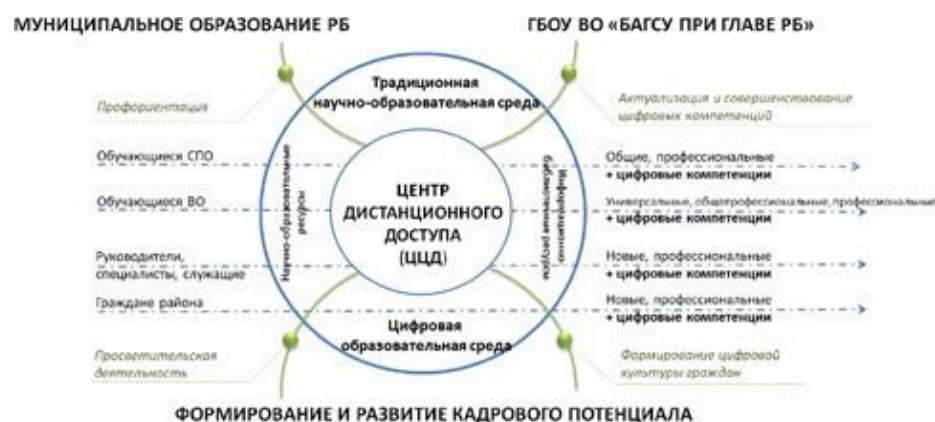 МУНИЦИПАЛЬНОЕ ОБРАЗОВАНИЕ РБ
ГБОУ ВО «БАГСУ ПРИ ГЛАВЕ РБ»
Традиционная
научно-образовательная среда
Профориентация
Актуализация и совершенствование
цифровых компетенций
Обучающиеся СПО
Обучающиеся ВО
Руководители,
специалисты, служащие
Граждане района
Научно-образовательные
ресурсы
ЦЕНТР
ДИСТАНЦИОННОГО
ДОСТУПА
(ЦЦД)
Информационно-
библиотечные ресурсы
Общие, профессиональные
+ цифровые компетенции
Универсальные, общепрофессиональные, профессиональные
+ цифровые компетенции
Новые, профессиональные
+ цифровые компетенции
Новые, профессиональные
+ цифровые компетенции
Цифровая
образовательная среда
Просветительская
деятельность
Формирование цифровой
культуры граждан
ФОРМИРОВАНИЕ И РАЗВИТИЕ КАДРОВОГО ПОТЕНЦИАЛА